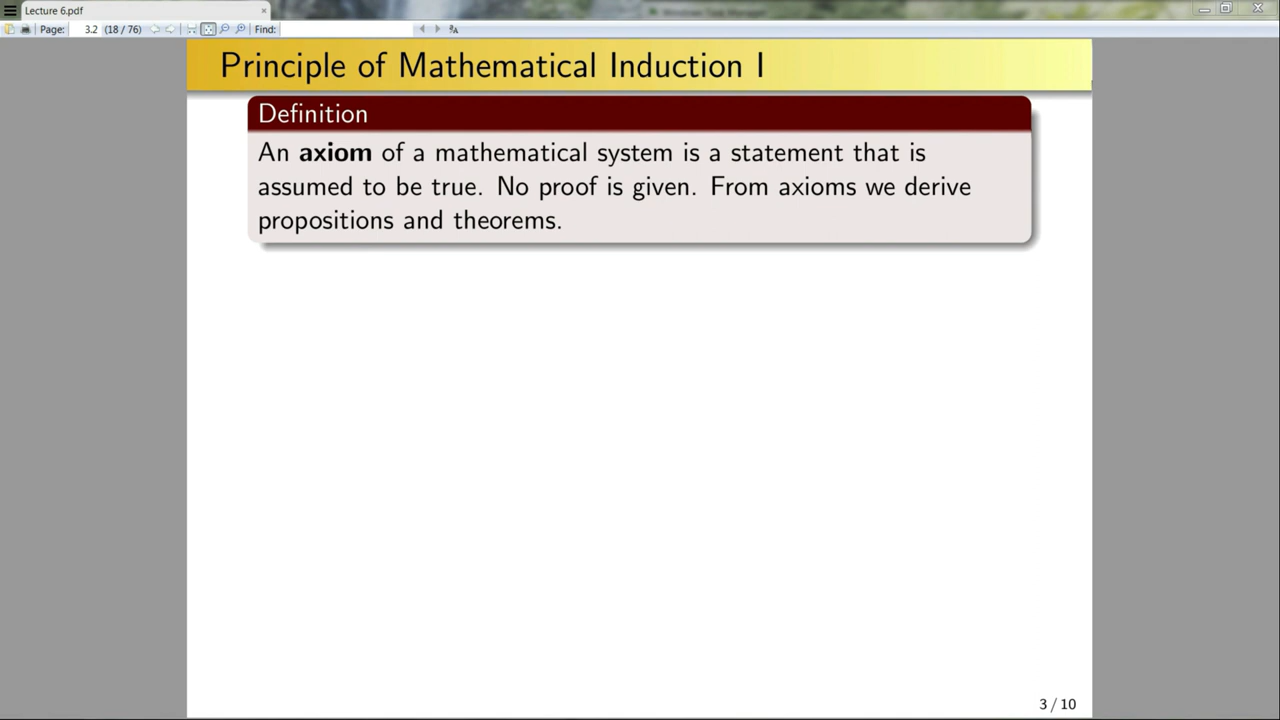 Lecture 6.pdf
Page: 3.2 (18 / 76) Find:
Principle of Mathematical Induction I
Definition
An axiom of a mathematical system is a statement that is
assumed to be true. No proof is given. From axioms we derive
propositions and theorems.
3 / 10